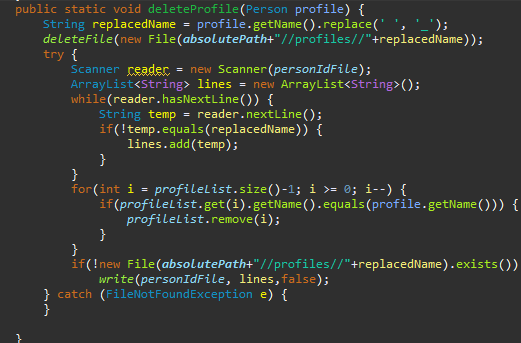 public static void deleteProfile(Person profile) {
    String replacedName = profile.getName().replace(' ', '_');
    deleteFile(new File(absolutePath+"//profiles//"+replacedName));
    try {
        Scanner reader = new Scanner(personIdFile);
        ArrayList<String> lines = new ArrayList<String>();
        while(reader.hasNextLine()) {
            String temp = reader.nextLine();
            if(!temp.equals(replacedName)) {
                lines.add(temp);
            }
        }
        for(int i = profileList.size()-1; i >= 0; i--) {
            if(profileList.get(i).getName().equals(profile.getName())) {
                profileList.remove(i);
            }
        }
        if(!new File(absolutePath+"//profiles//"+replacedName).exists())
            write(personIdFile, lines,false);
    } catch (FileNotFoundException e) {
    }
}